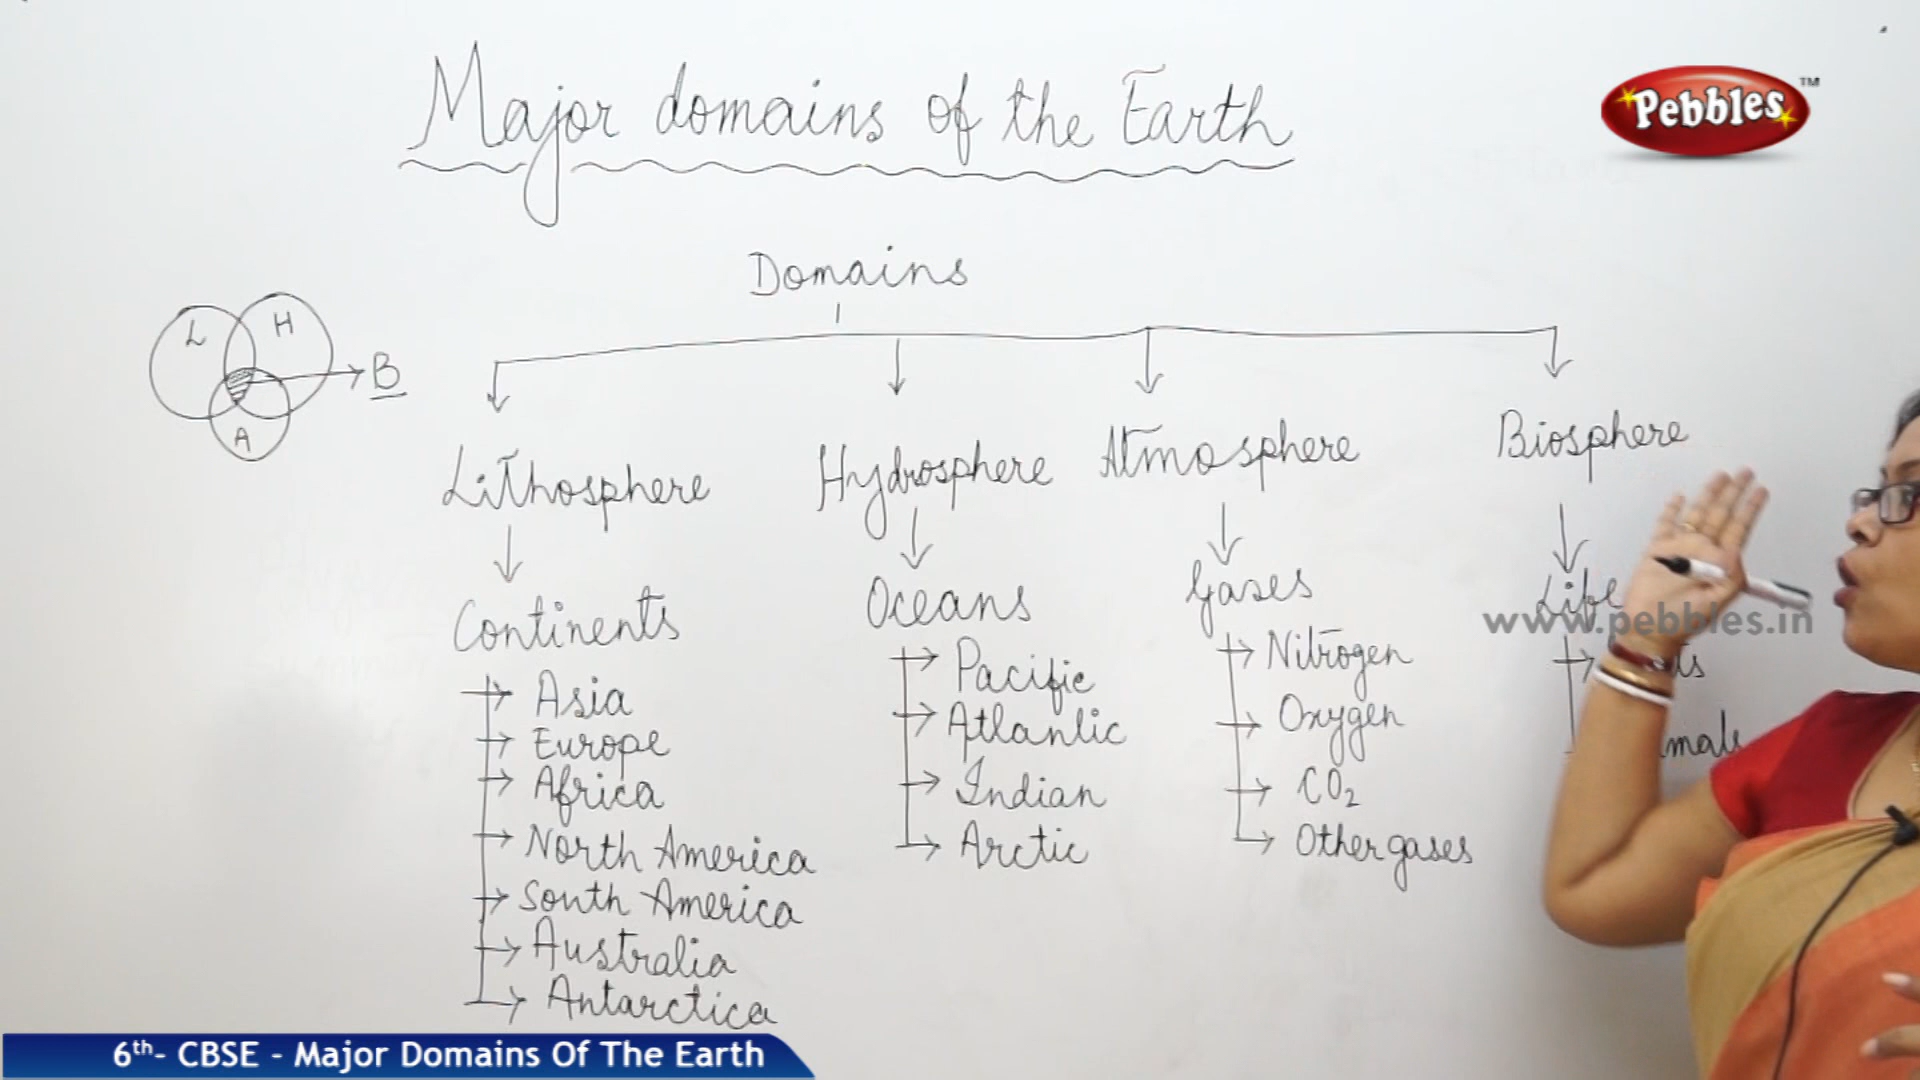 Major domains of the Earth
Pebbles™
Domains
L
H
B
A
Lithosphere
Hydrosphere
Atmosphere
Biosphere
Continents
Asia
Europe
Africa
North America
South America
Australia
Antarctica
Oceans
Pacific
Atlantic
Indian
Arctic
Gases
Nitrogen
Oxygen
CO₂
Other gases
Life
www.pebbles.in
6th- CBSE - Major Domains Of The Earth